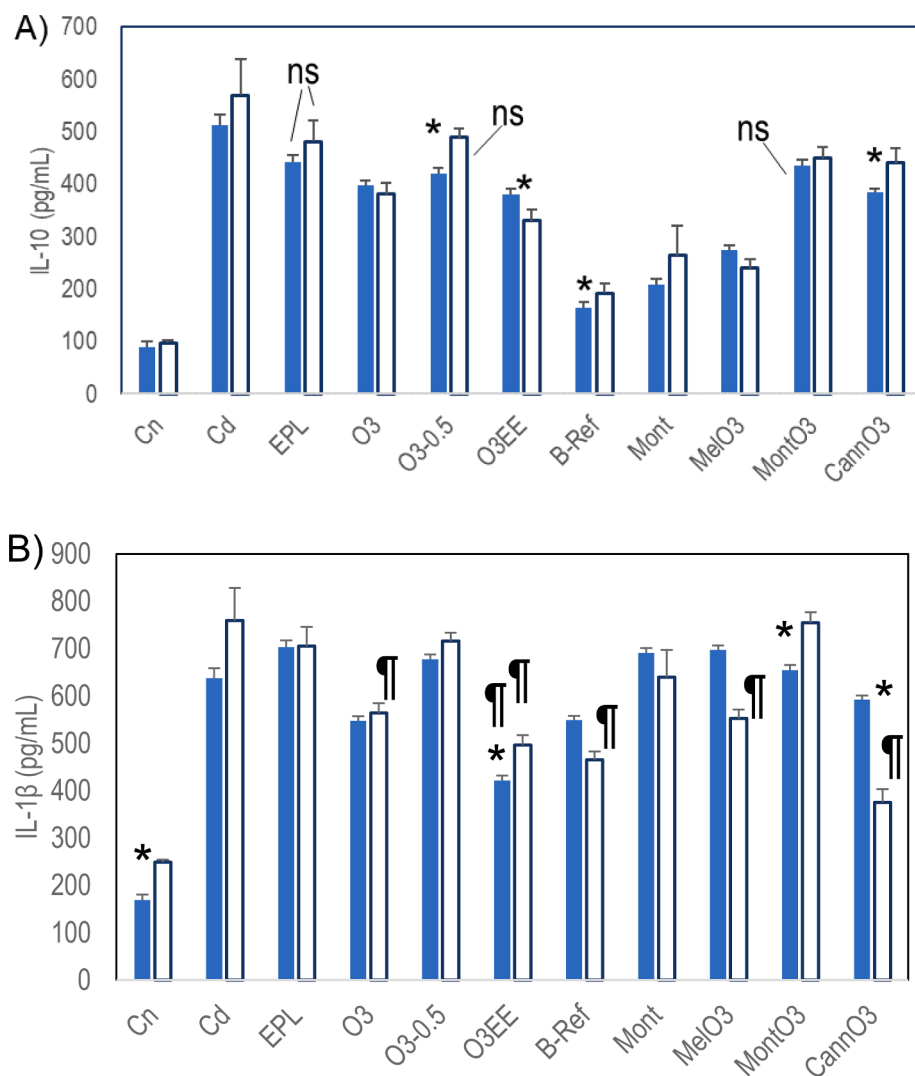 A)
700
600
500
400
300
200
100
0
IL-10 (pg/mL)
ns
*
ns
*
*
ns
*
Cn
Cd
EPL
O3
O3-0.5
O3EE
B-Ref
Mont
MelO3
MontO3
CannO3
B)
900
800
700
600
500
400
300
200
100
0
IL-1β (pg/mL)
*
¶
¶
¶
*
¶
¶
*
*
¶
Cn
Cd
EPL
O3
O3-0.5
O3EE
B-Ref
Mont
MelO3
MontO3
CannO3